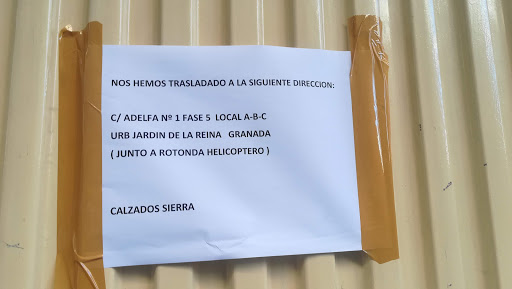 NOS HEMOS TRASLADADO A LA SIGUIENTE DIRECCION:
C/ ADELFA Nº 1 FASE 5 LOCAL A-B-C
URB JARDIN DE LA REINA GRANADA
( JUNTO A ROTONDA HELICOPTERO )
CALZADOS SIERRA